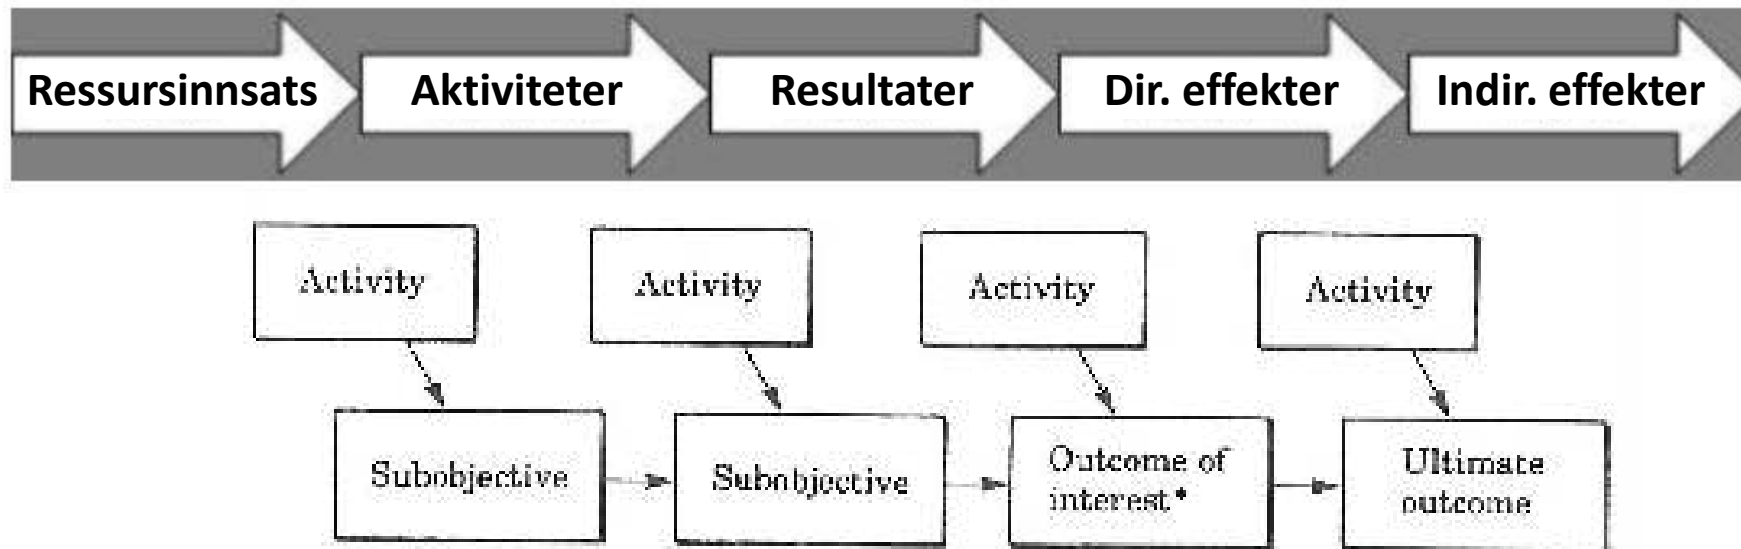 Ressursinnsats Aktiviteter Resultater Dir. effekter Indir. effekter
Activity Activity Activity Activity
Subobjective Subobjective Outcome of interest* Ultimate outcome